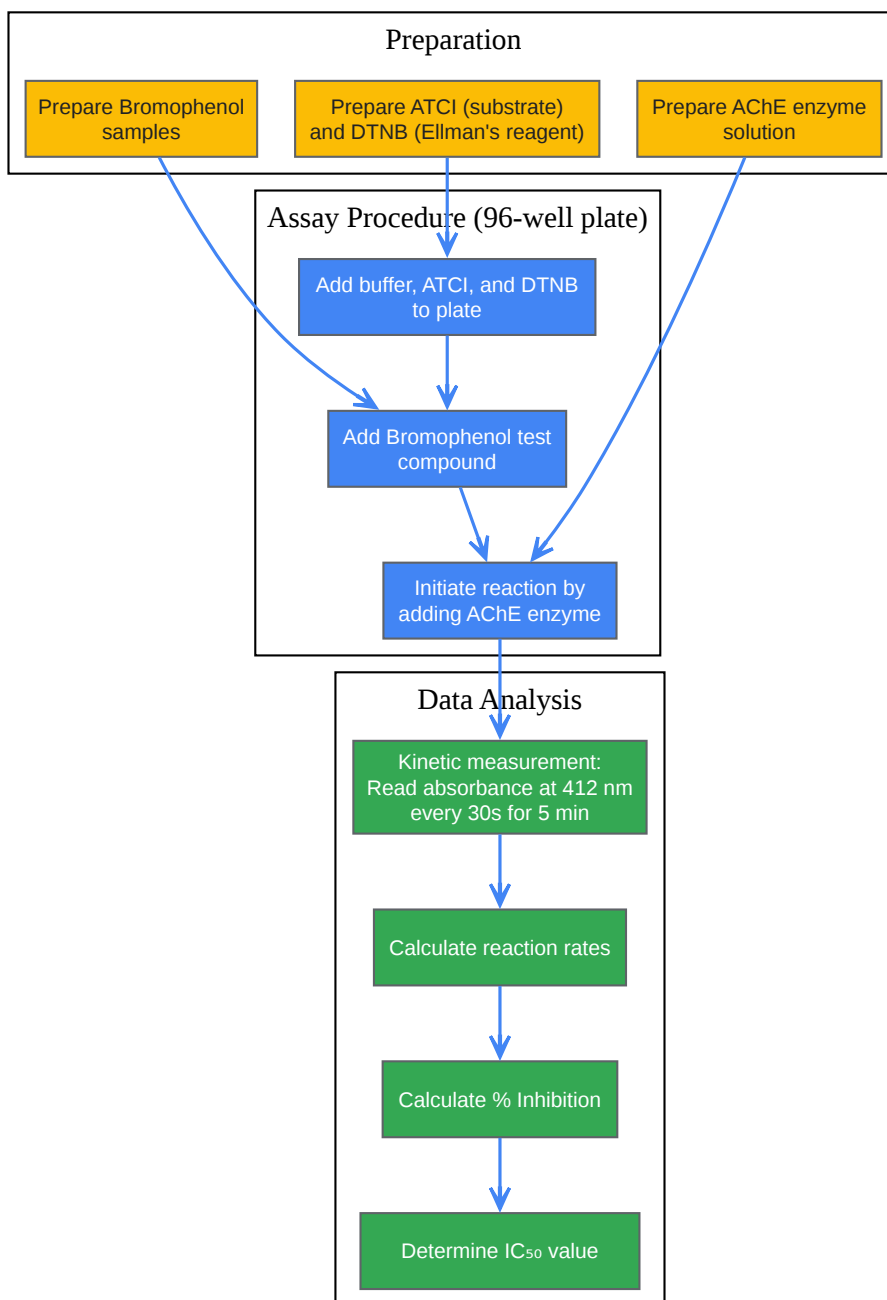 Preparation
Prepare Bromophenol
samples
Prepare ATCI (substrate)
and DTNB (Ellman's reagent)
Prepare AChE enzyme
solution
Assay Procedure (96-well plate)
Add buffer, ATCI, and DTNB
to plate
Add Bromophenol test
compound
Initiate reaction by
adding AChE enzyme
Data Analysis
Kinetic measurement:
Read absorbance at 412 nm
every 30s for 5 min
Calculate reaction rates
Calculate % Inhibition
Determine IC₅₀ value